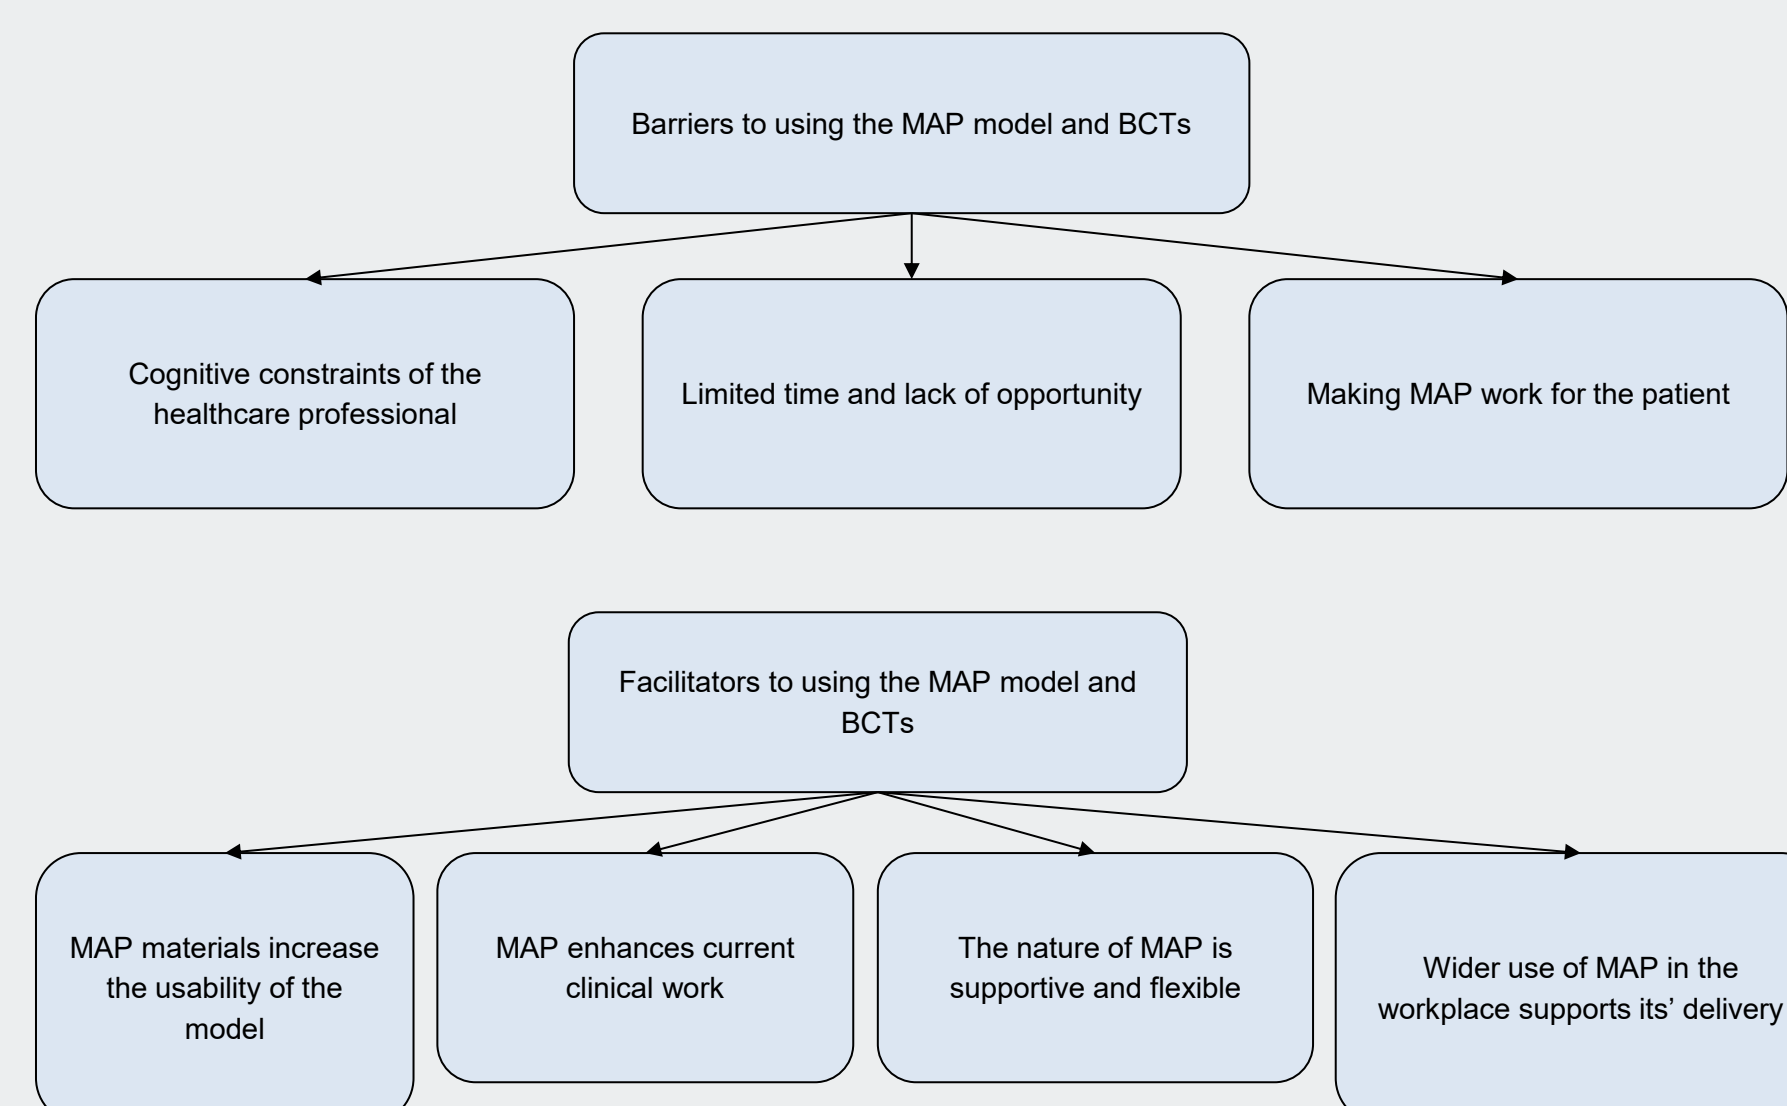 Barriers to using the MAP model and BCTs
Cognitive constraints of the
healthcare professional
Limited time and lack of opportunity
Making MAP work for the patient
Facilitators to using the MAP model and
BCTs
MAP materials increase
the usability of the
model
MAP enhances current
clinical work
The nature of MAP is
supportive and flexible
Wider use of MAP in the
workplace supports its’ delivery